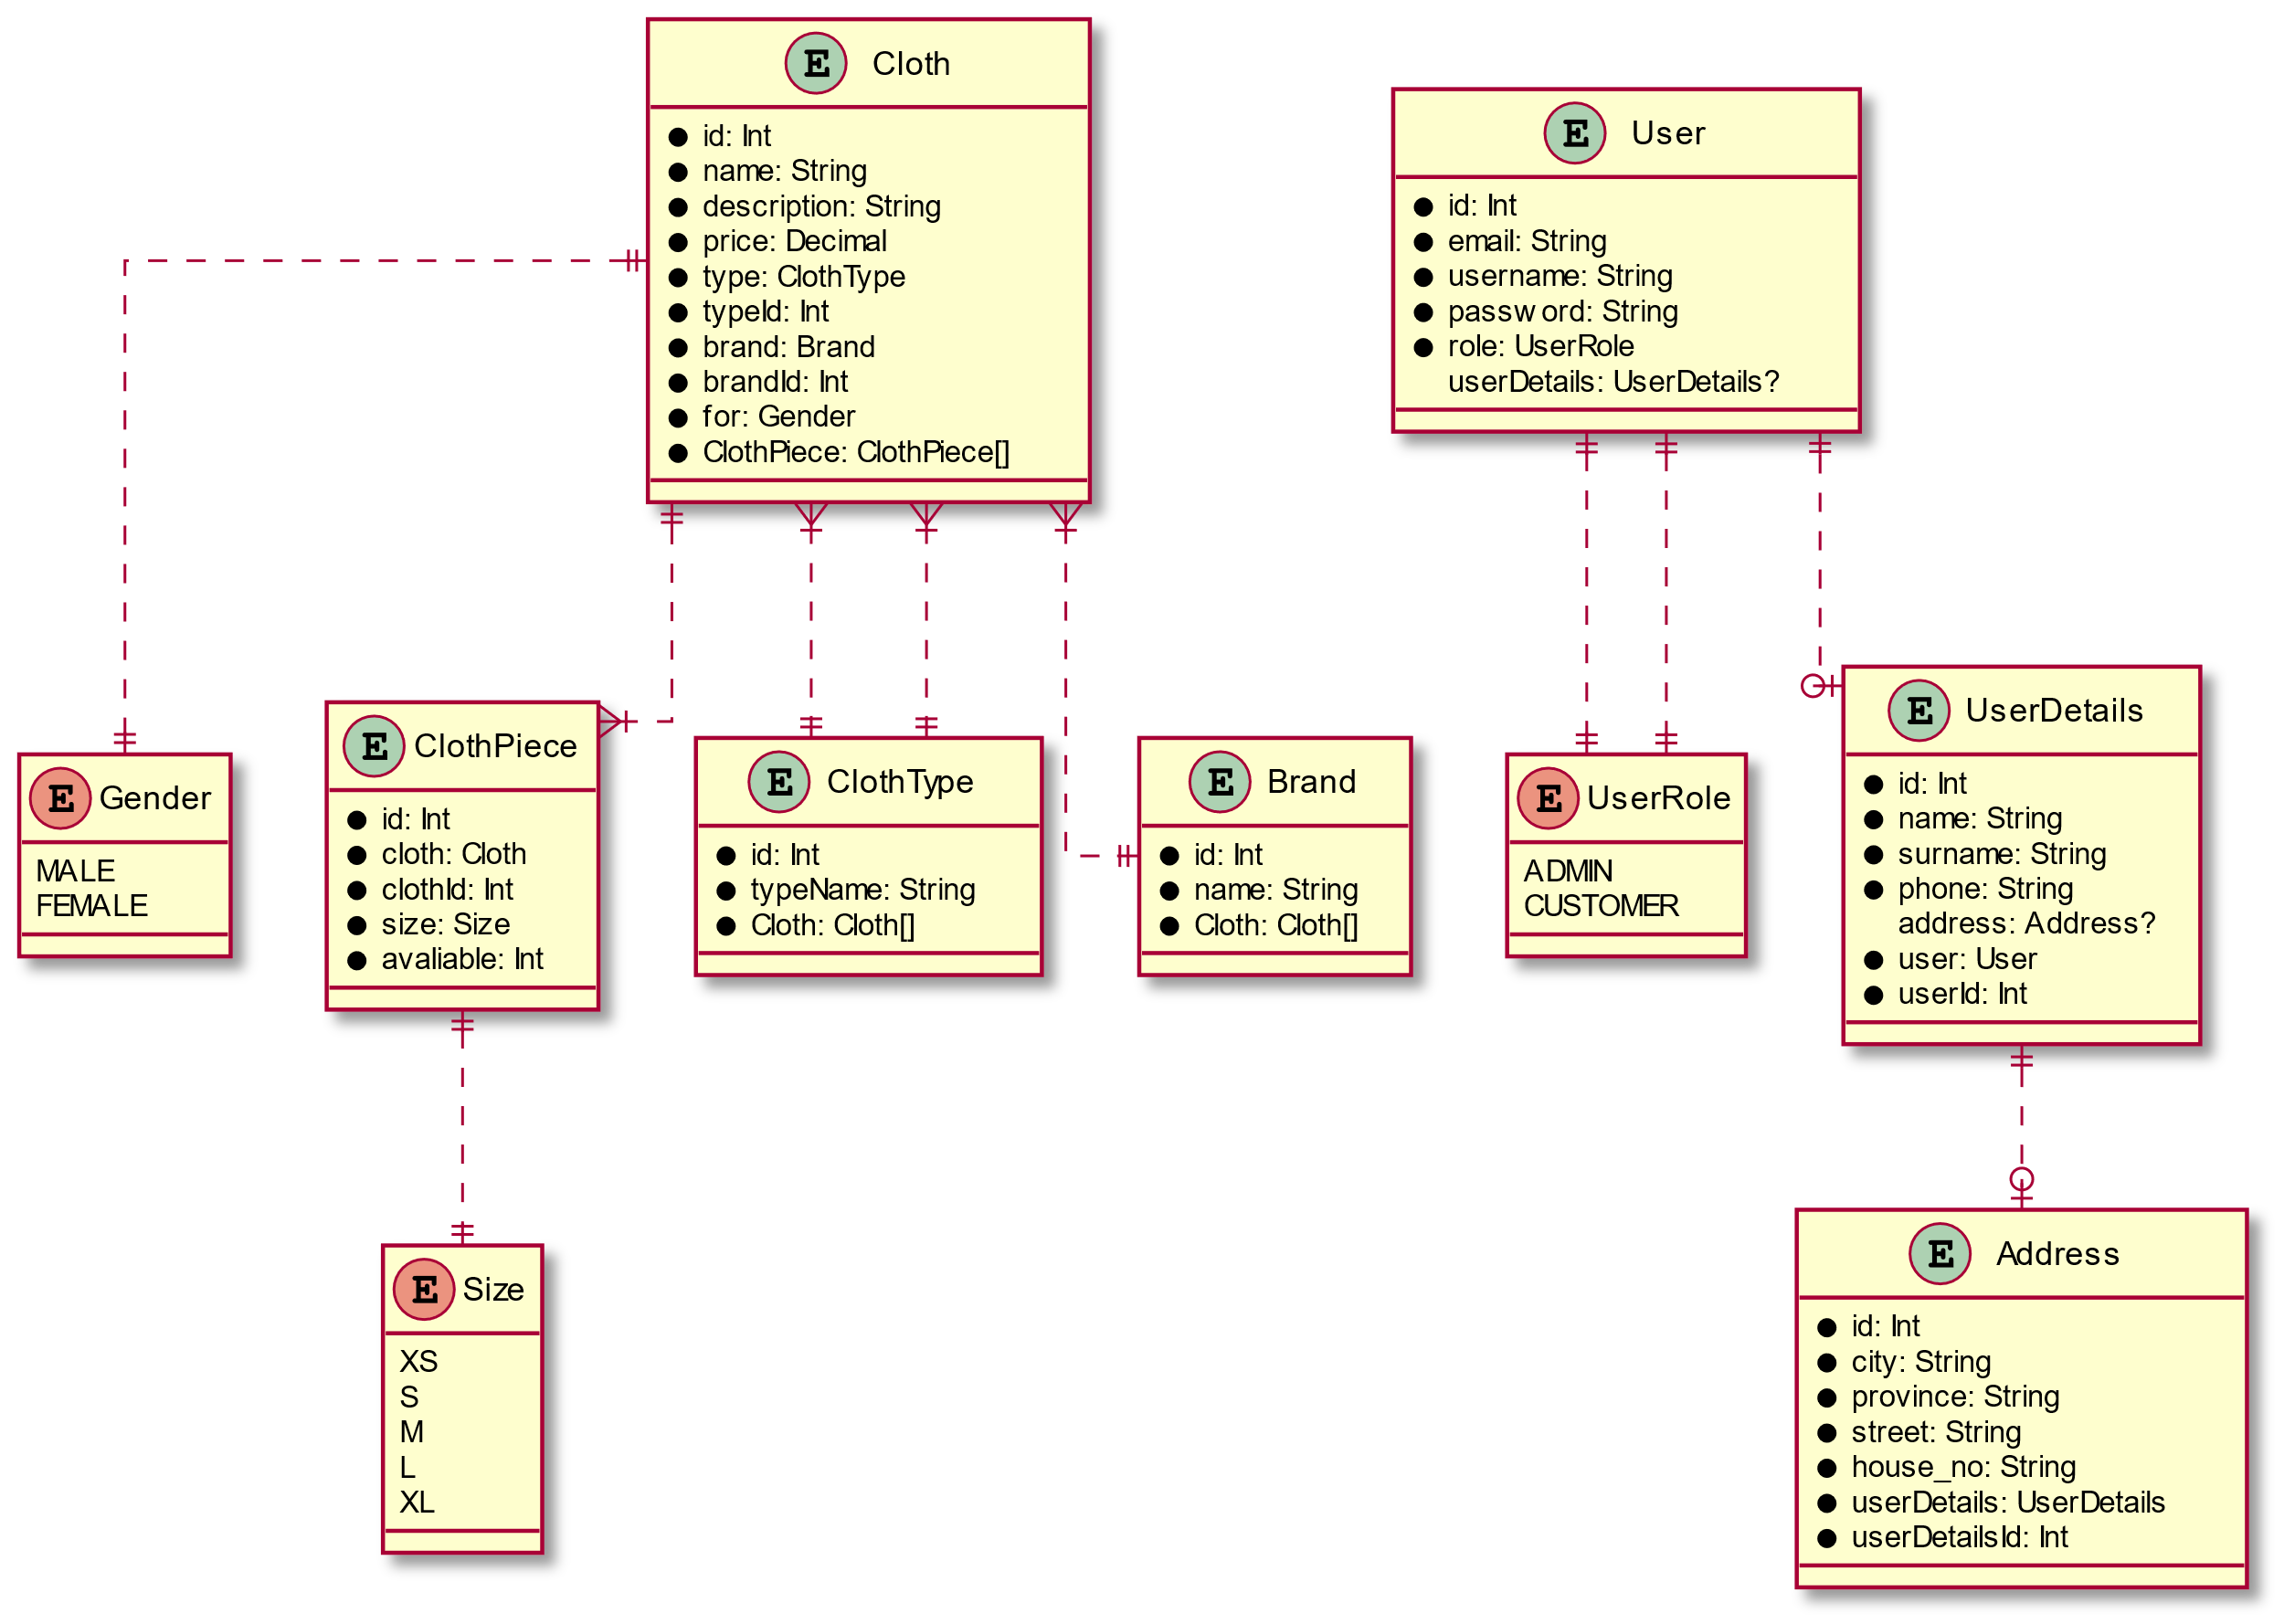 E Cloth
id: Int
name: String
description: String
price: Decimal
type: ClothType
typeId: Int
brand: Brand
brandId: Int
for: Gender
ClothPiece: ClothPiece[]
E User
id: Int
email: String
username: String
password: String
role: UserRole
userDetails: UserDetails?
E Gender
MALE
FEMALE
E ClothPiece
id: Int
cloth: Cloth
clothId: Int
size: Size
avaliable: Int
E ClothType
id: Int
typeName: String
Cloth: Cloth[]
E Brand
id: Int
name: String
Cloth: Cloth[]
E UserRole
ADMIN
CUSTOMER
E UserDetails
id: Int
name: String
surname: String
phone: String
address: Address?
user: User
userId: Int
E Size
XS
S
M
L
XL
E Address
id: Int
city: String
province: String
street: String
house_no: String
userDetails: UserDetails
userDetailsId: Int